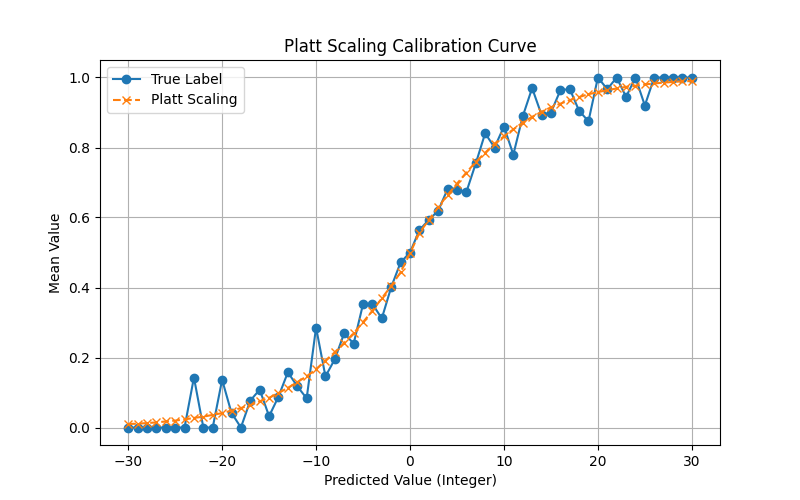 Platt Scaling Calibration Curve
True Label
Platt Scaling
Mean Value
1.0
0.8
0.6
0.4
0.2
0.0
−30
−20
−10
0
10
20
30
Predicted Value (Integer)